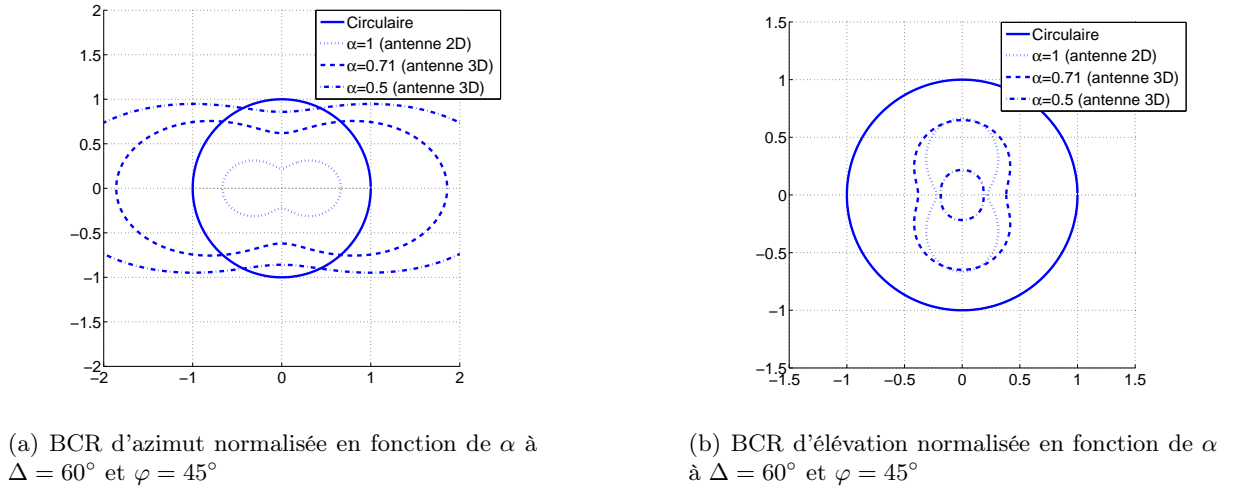 2
1.5
1
0.5
0
−0.5
−1
−1.5
−2
−2 −1 0 1 2
Circulaire
α=1 (antenne 2D)
α=0.71 (antenne 3D)
α=0.5 (antenne 3D)
(a) BCR d'azimut normalisée en fonction de α à
Δ = 60° et φ = 45°
1.5
1
0.5
0
−0.5
−1
−1.5
−1.5 −1 −0.5 0 0.5 1 1.5
Circulaire
α=1 (antenne 2D)
α=0.71 (antenne 3D)
α=0.5 (antenne 3D)
(b) BCR d'élévation normalisée en fonction de α
à Δ = 60° et φ = 45°